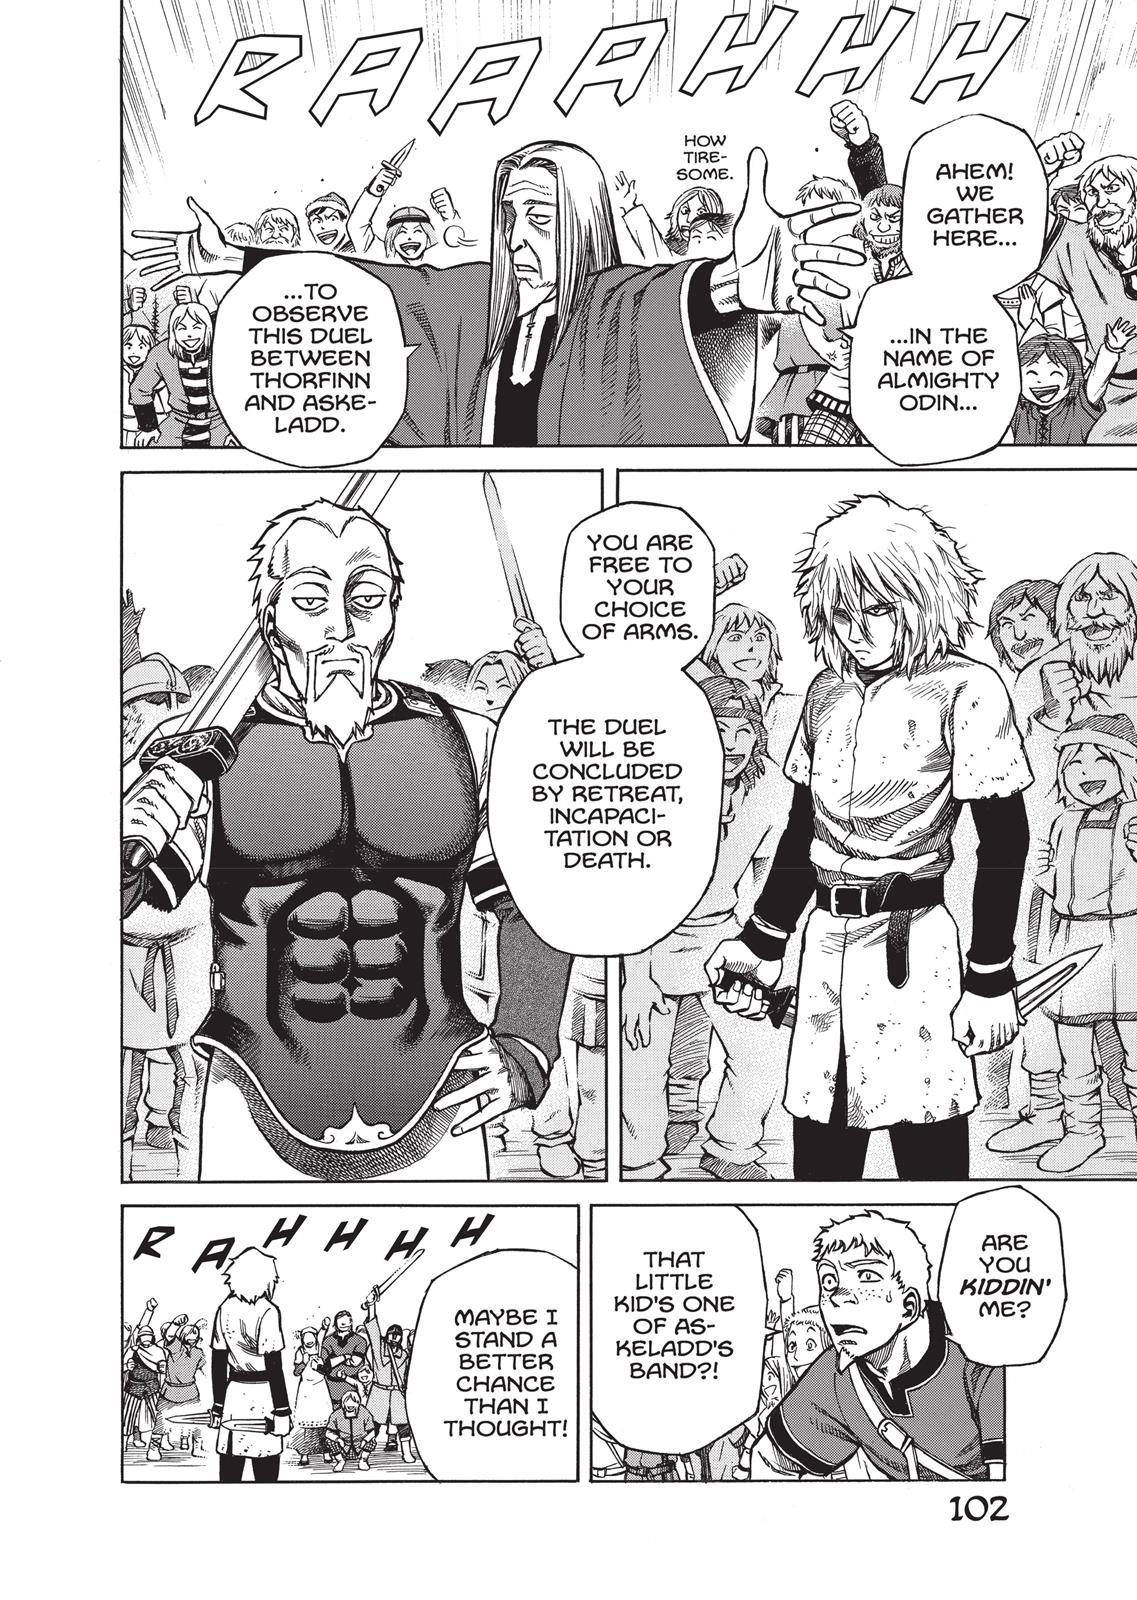 RAAAHHH
AHEM!
WE
GATHER
HERE...
...IN THE
NAME OF
ALMIGHTY
ODIN...
HOW
TIRE-
SOME.
...TO
OBSERVE
THIS DUEL
BETWEEN
THORFINN
AND ASKE-
LADD.
YOU ARE
FREE TO
YOUR
CHOICE
OF ARMS.
THE DUEL
WILL BE
CONCLUDED
BY RETREAT,
INCAPACI-
TATION OR
DEATH.
ARE
YOU
KIDDIN'
ME?
THAT
LITTLE
KID'S ONE
OF AS-
KELADD'S
BAND?!
RAHHHH
MAYBE I
STAND A
BETTER
CHANCE
THAN I
THOUGHT!
102